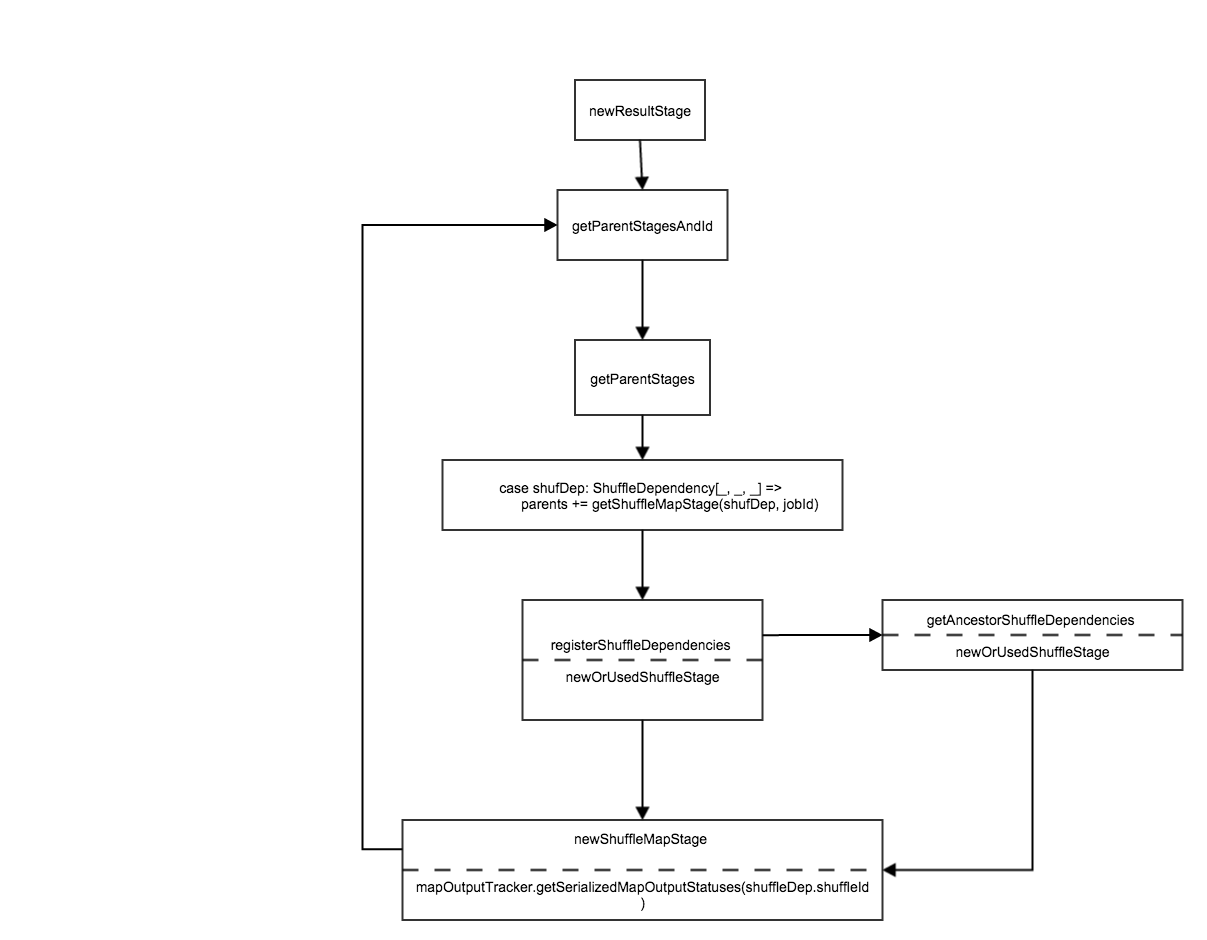 newResultStage
getParentStagesAndId
getParentStages
case shufDep: ShuffleDependency[_, _, _] =>
parents += getShuffleMapStage(shufDep, jobId)
registerShuffleDependencies
newOrUsedShuffleStage
getAncestorShuffleDependencies
newOrUsedShuffleStage
newShuffleMapStage
mapOutputTracker.getSerializedMapOutputStatuses(shuffleDep.shuffleId
)